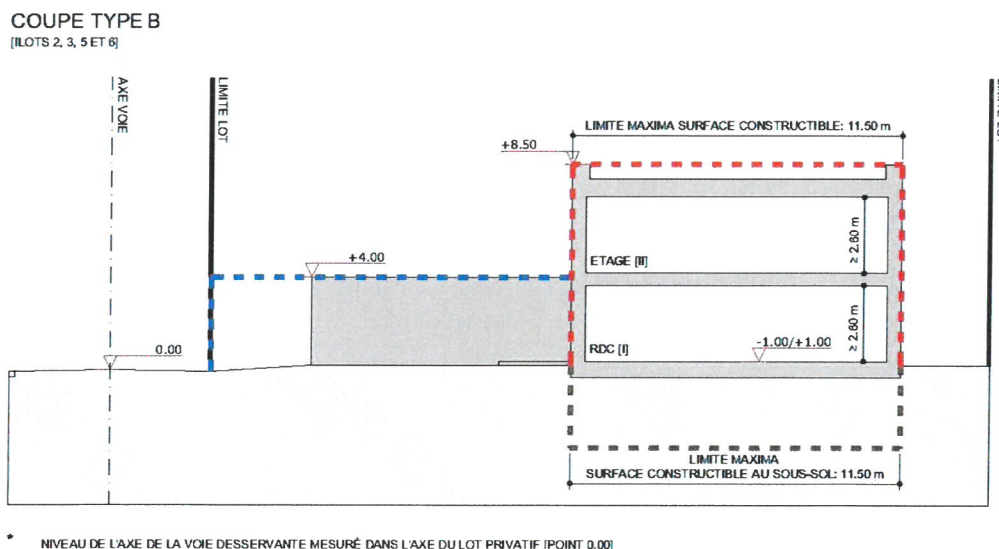 COUPE TYPE B
[ILOTS 2, 3, 5 ET 6]
AXE VOIE
LIMITE LOT
LIMITE MAXIMA SURFACE CONSTRUCTIBLE: 11.50 m
+8.50
≥ 2.60 m
ETAGE [II]
+4.00
≥ 2.60 m
RDC [I]
-1.00/+1.00
0.00
LIMITE MAXIMA
SURFACE CONSTRUCTIBLE AU SOUS-SOL: 11.50 m
* NIVEAU DE L'AXE DE LA VOIE DESSERVANTE MESURÉ DANS L'AXE DU LOT PRIVATIF [POINT 0.00]